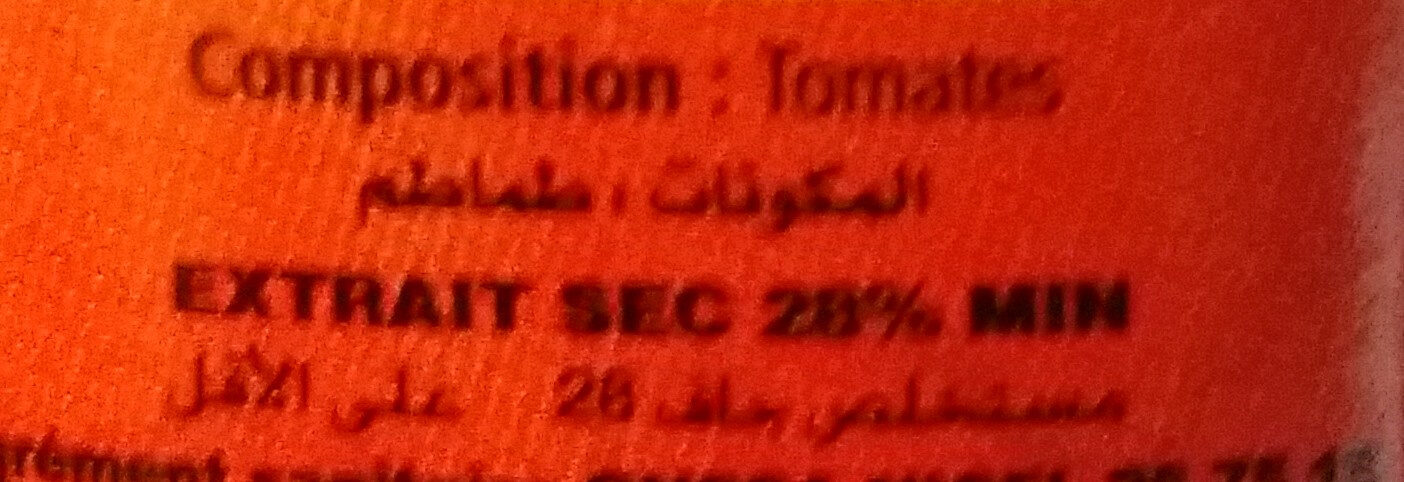 Composition : Tomates
المكونات : طماطم
EXTRAIT SEC 28% MIN
مستخلص جاف 28 على الأقل